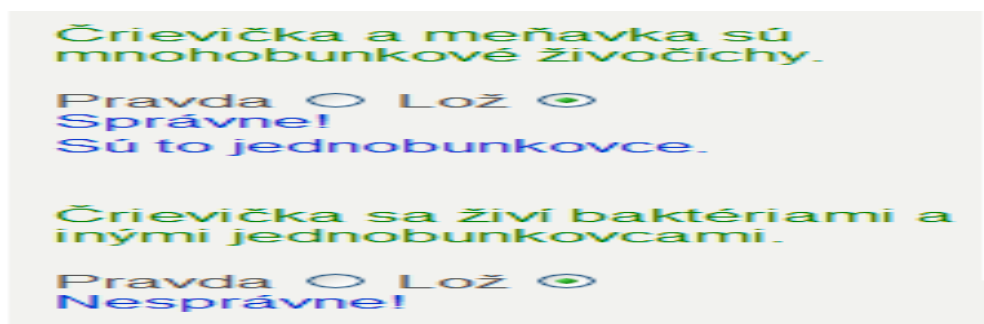 Črievička a meňavka sú
mnohobunkové živočíchy.
Pravda Lož
Správne!
Sú to jednobunkovce.
Črievička sa živí baktériami a
inými jednobunkovcami.
Pravda Lož
Nesprávne!